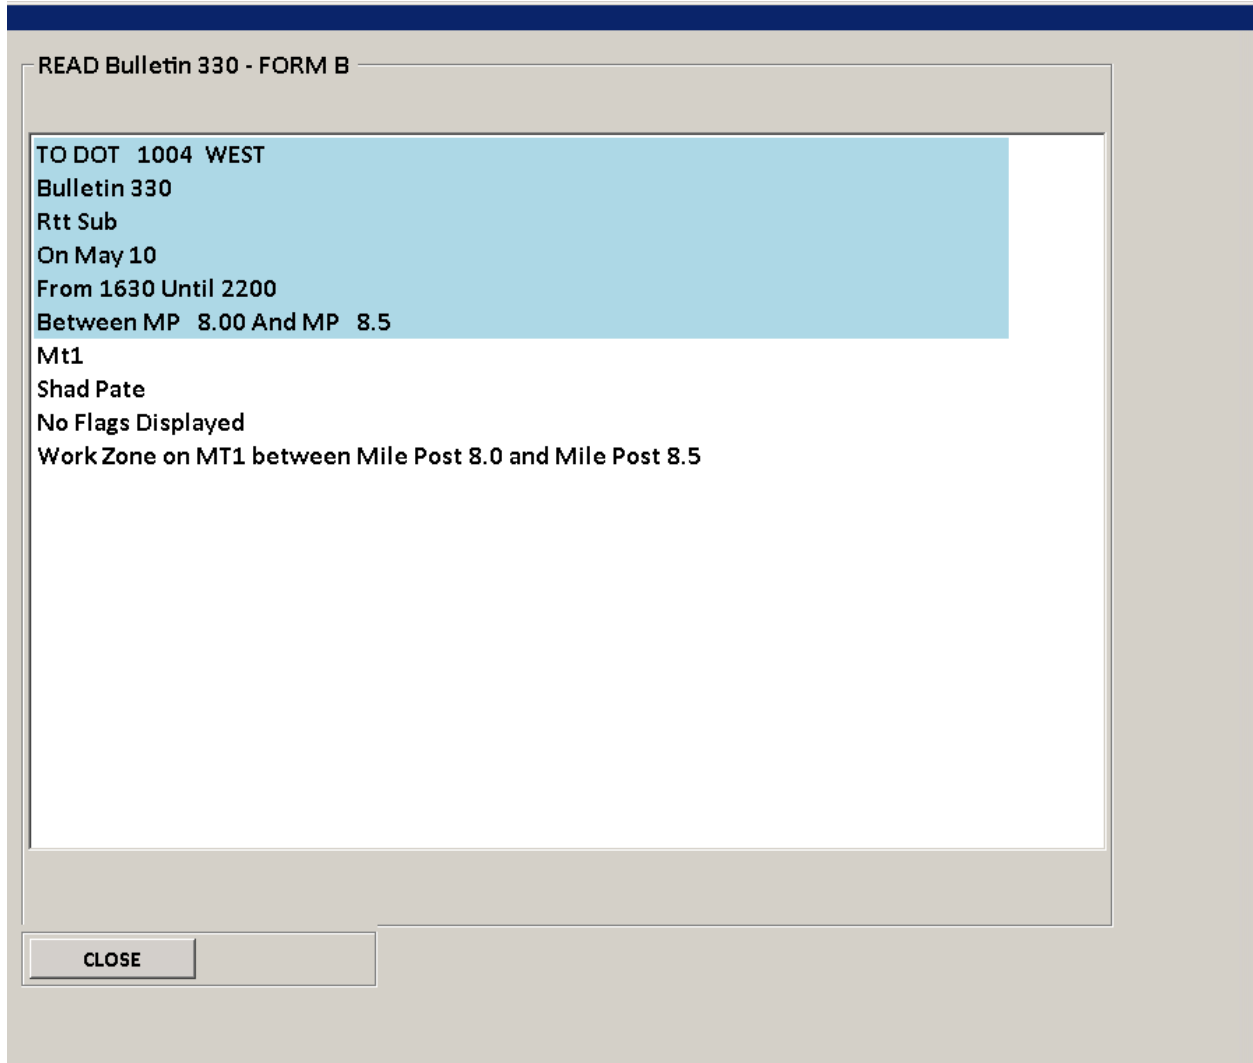 READ Bulletin 330 - FORM B
TO DOT 1004 WEST
Bulletin 330
Rtt Sub
On May 10
From 1630 Until 2200
Between MP 8.00 And MP 8.5
Mt1
Shad Pate
No Flags Displayed
Work Zone on MT1 between Mile Post 8.0 and Mile Post 8.5
CLOSE